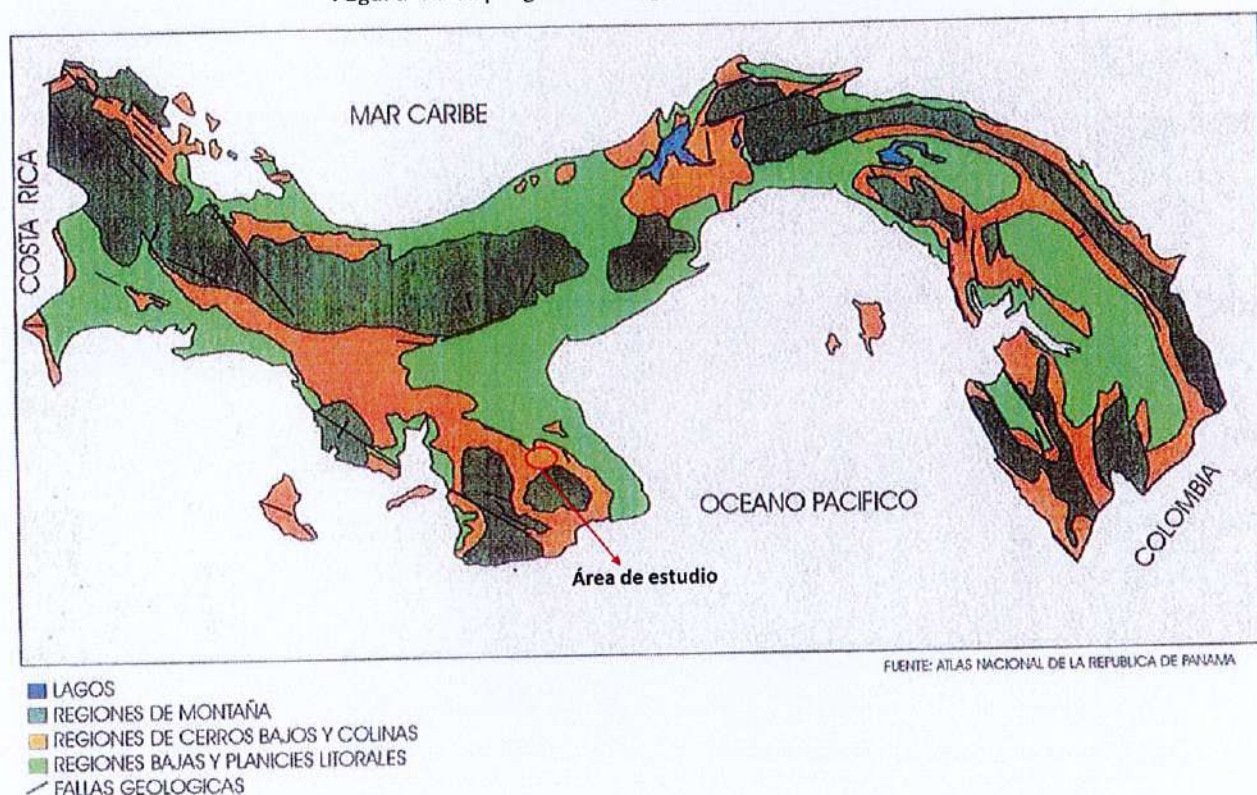 MAR CARIBE
COSTA RICA
OCEANO PACIFICO
COLOMBIA
Área de estudio
FUENTE: ATLAS NACIONAL DE LA REPUBLICA DE PANAMA
LAGOS
REGIONES DE MONTAÑA
REGIONES DE CERROS BAJOS Y COLINAS
REGIONES BAJAS Y PLANICIES LITORALES
FALLAS GEOLOGICAS